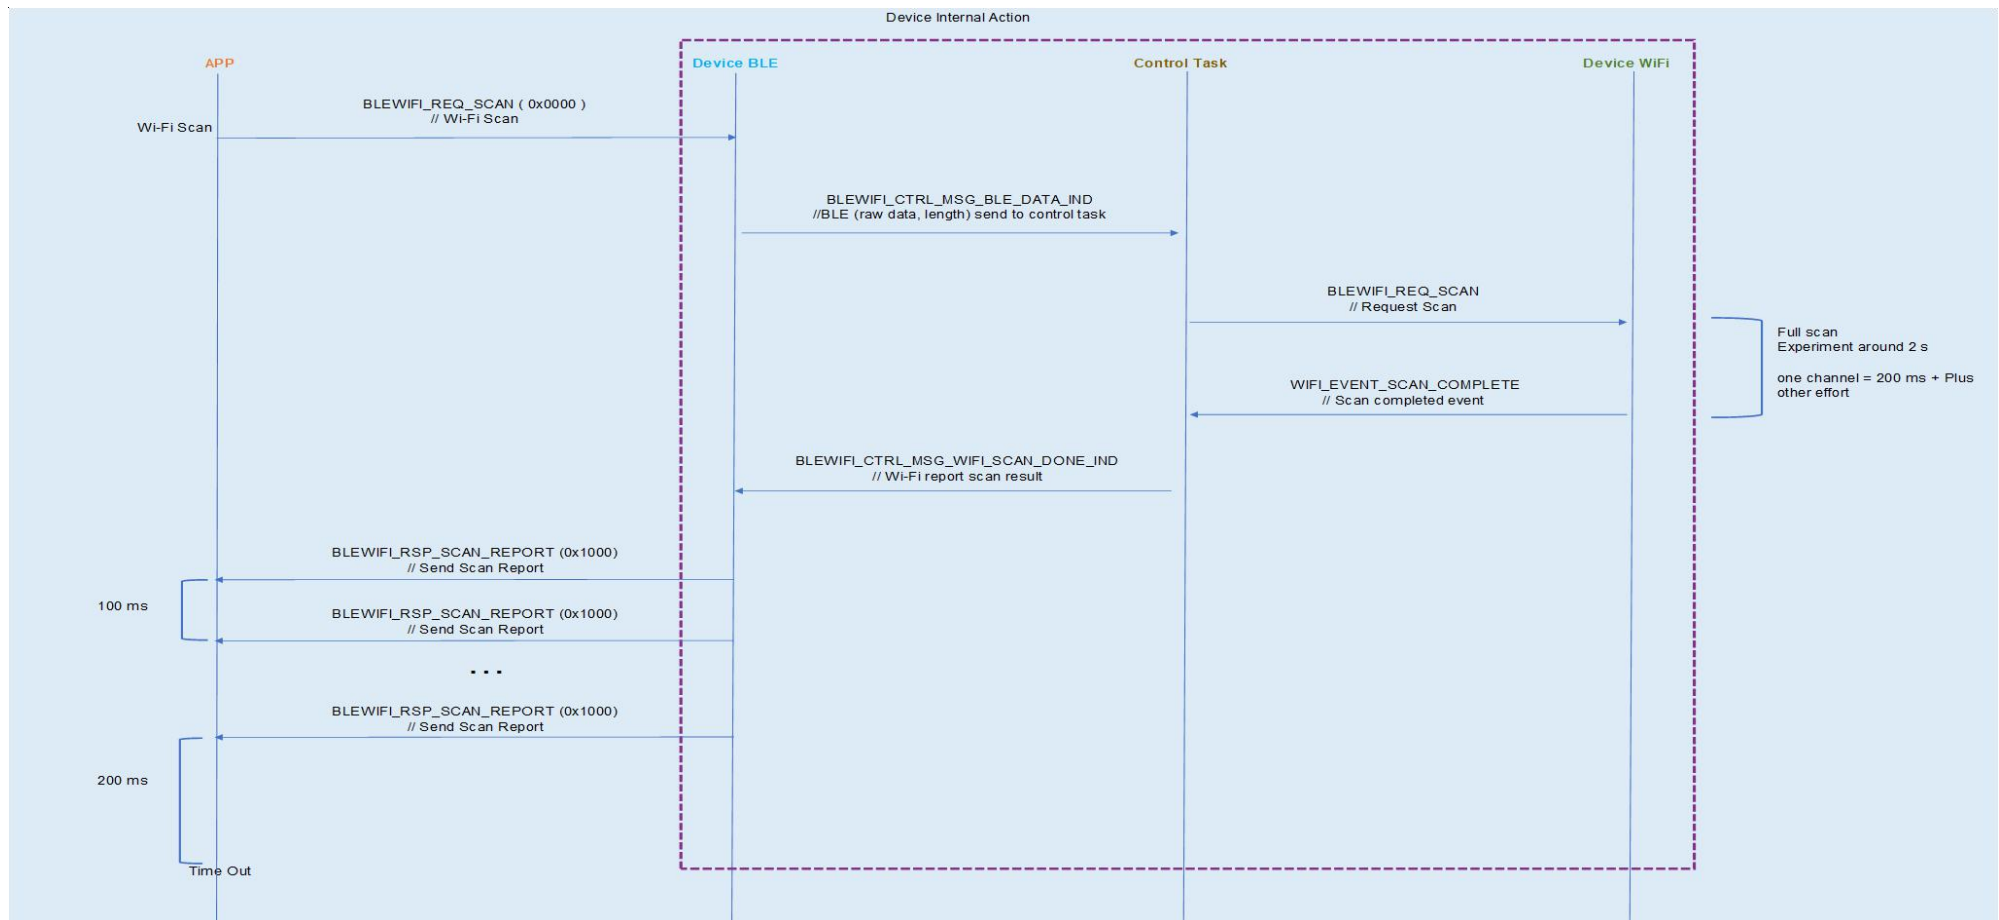 Device Internal Action
APP
Device BLE
Control Task
Device WiFi
BLEWIFI_REQ_SCAN ( 0x0000 )
// Wi-Fi Scan
Wi-Fi Scan
BLEWIFI_CTRL_MSG_BLE_DATA_IND
//BLE (raw data, length) send to control task
BLEWIFI_REQ_SCAN
// Request Scan
Full scan
Experiment around 2 s
one channel = 200 ms + Plus
other effort
WIFI_EVENT_SCAN_COMPLETE
// Scan completed event
BLEWIFI_CTRL_MSG_WIFI_SCAN_DONE_IND
// Wi-Fi report scan result
BLEWIFI_RSP_SCAN_REPORT (0x1000)
// Send Scan Report
100 ms
BLEWIFI_RSP_SCAN_REPORT (0x1000)
// Send Scan Report
...
BLEWIFI_RSP_SCAN_REPORT (0x1000)
// Send Scan Report
200 ms
Time Out